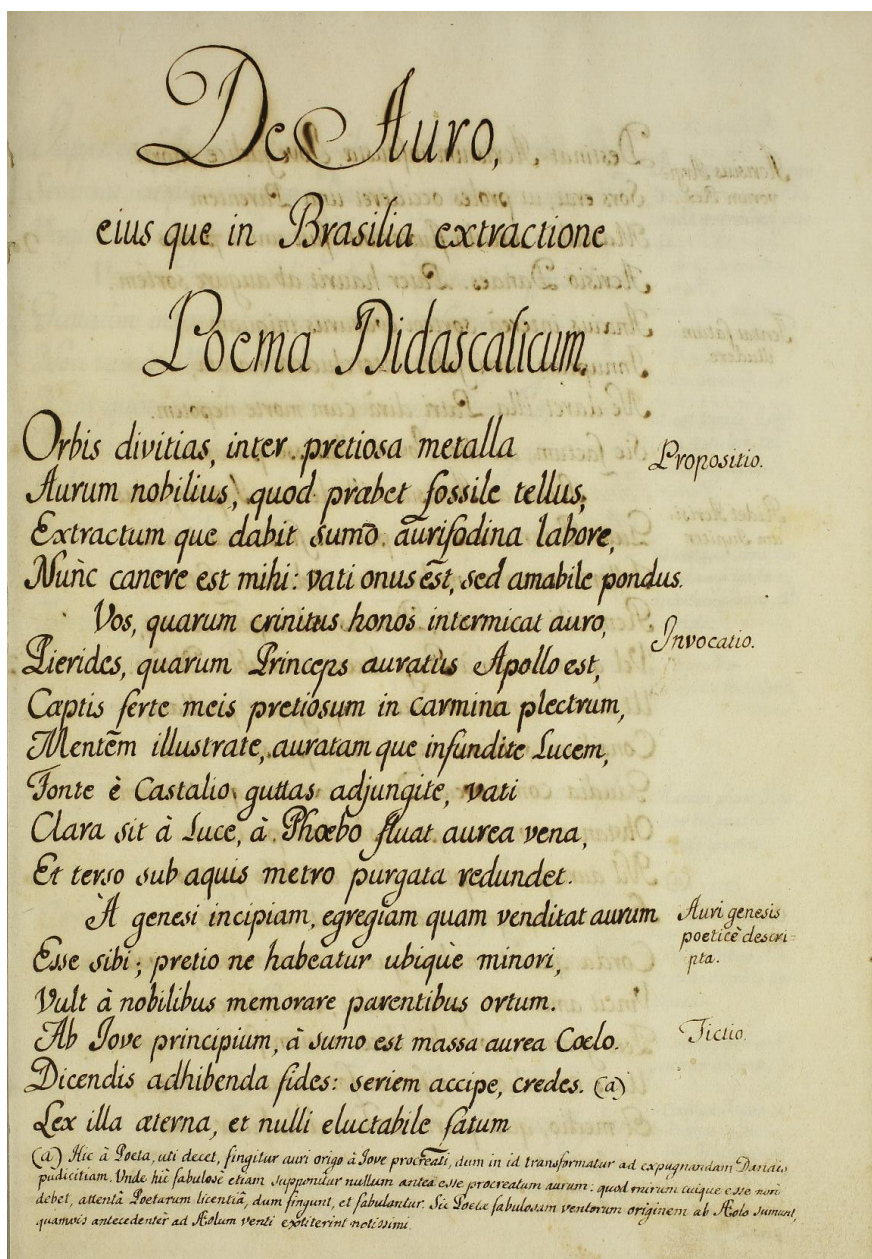 De Auro,
eius que in Brasilia extractione
Poema Didascalicum.
Orbis divitias, inter pretiosa metalla
Propositio.
Aurum nobilius, quod præbet fossile tellus,
Extractum que dabit sum̄o aurifodina labore,
Nunc canere est mihi: vati onus est, sed amabile pondus.
Vos, quarum crinitus honos intermicat auro,
Invocatio.
Pierides, quarum Princeps auratus Apollo est,
Cœptis ferte meis pretiosum in carmina plectrum,
Mentem illustrate, auratam que infundite Lucem,
Fonte è Castalio guttas adjungite, vati
Clara sit à Luce, à Phœbo fluat aurea vena,
Et terso sub aquis metro purgata redundet.
À genesi incipiam, egregiam quam venditat aurum
Auri genesis
poeticè descri-
pta.
Esse sibi; pretio ne habeatur ubique minori,
Vult à nobilibus memorare parentibus ortum.
Ab Jove principium, à sumo est massa aurea Cœlo.
Fictio.
Dicendis adhibenda fides: seriem accipe, credes. (a)
Lex illa æterna, et nulli eluctabile fatum
(a) Hic à Poeta, uti decet, fingitur auri origo à Jove procreati, dum in id transformatur ad expugnandam Danais
pudicitiam. Unde hic fabulosè etiam supponitur nullum antea esse procreatum aurum: quod mirum cuique esse non
debet, attentâ Poetarum licentiâ, dum fingunt, et fabulantur. Sic Poetæ fabulosam ventorum originem ab Æolo sumunt,
quamvis antecedenter ad Æolum venti extiterint notissimi.